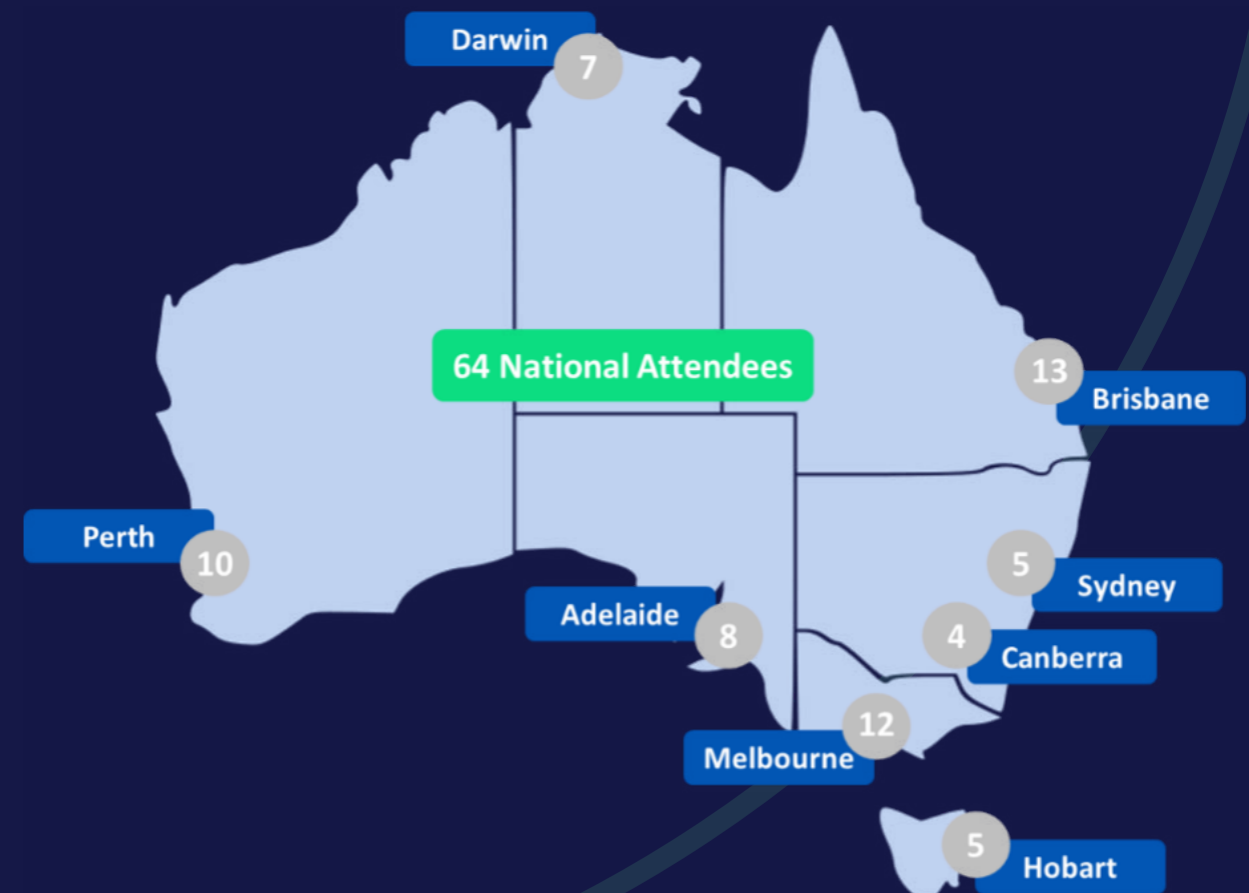 Darwin
7
64 National Attendees
13
Brisbane
Perth
10
5
Sydney
Adelaide
8
4
Canberra
12
Melbourne
5
Hobart